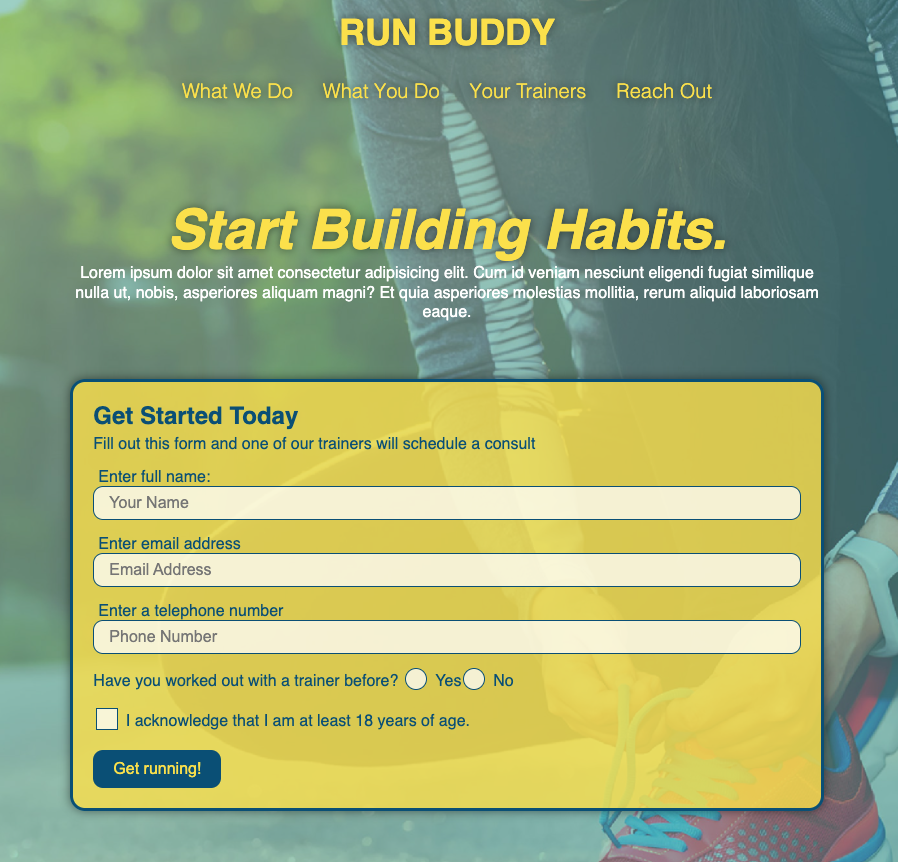 RUN BUDDY
What We Do What You Do Your Trainers Reach Out
Start Building Habits.
Lorem ipsum dolor sit amet consectetur adipisicing elit. Cum id veniam nesciunt eligendi fugiat similique
nulla ut, nobis, asperiores aliquam magni? Et quia asperiores molestias mollitia, rerum aliquid laboriosam
eaque.
Get Started Today
Fill out this form and one of our trainers will schedule a consult
Enter full name:
Your Name
Enter email address
Email Address
Enter a telephone number
Phone Number
Have you worked out with a trainer before? Yes No
I acknowledge that I am at least 18 years of age.
Get running!